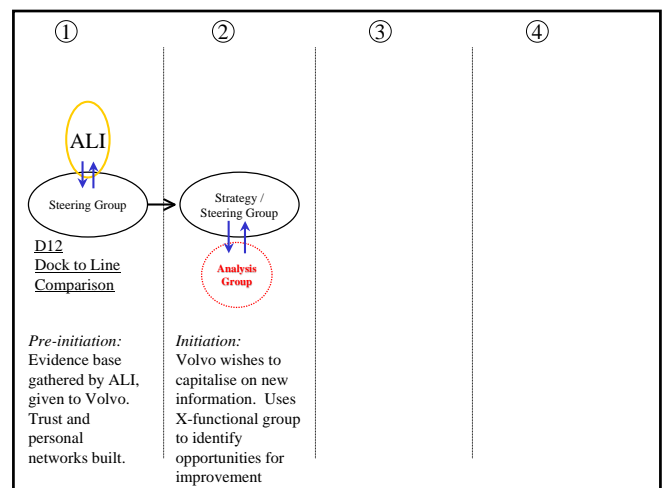 ① ② ③ ④
ALI
Steering Group
Strategy /
Steering Group
Analysis
Group
D12
Dock to Line
Comparison
Pre-initiation:
Evidence base
gathered by ALI,
given to Volvo.
Trust and
personal
networks built.
Initiation:
Volvo wishes to
capitalise on new
information. Uses
X-functional group
to identify
opportunities for
improvement